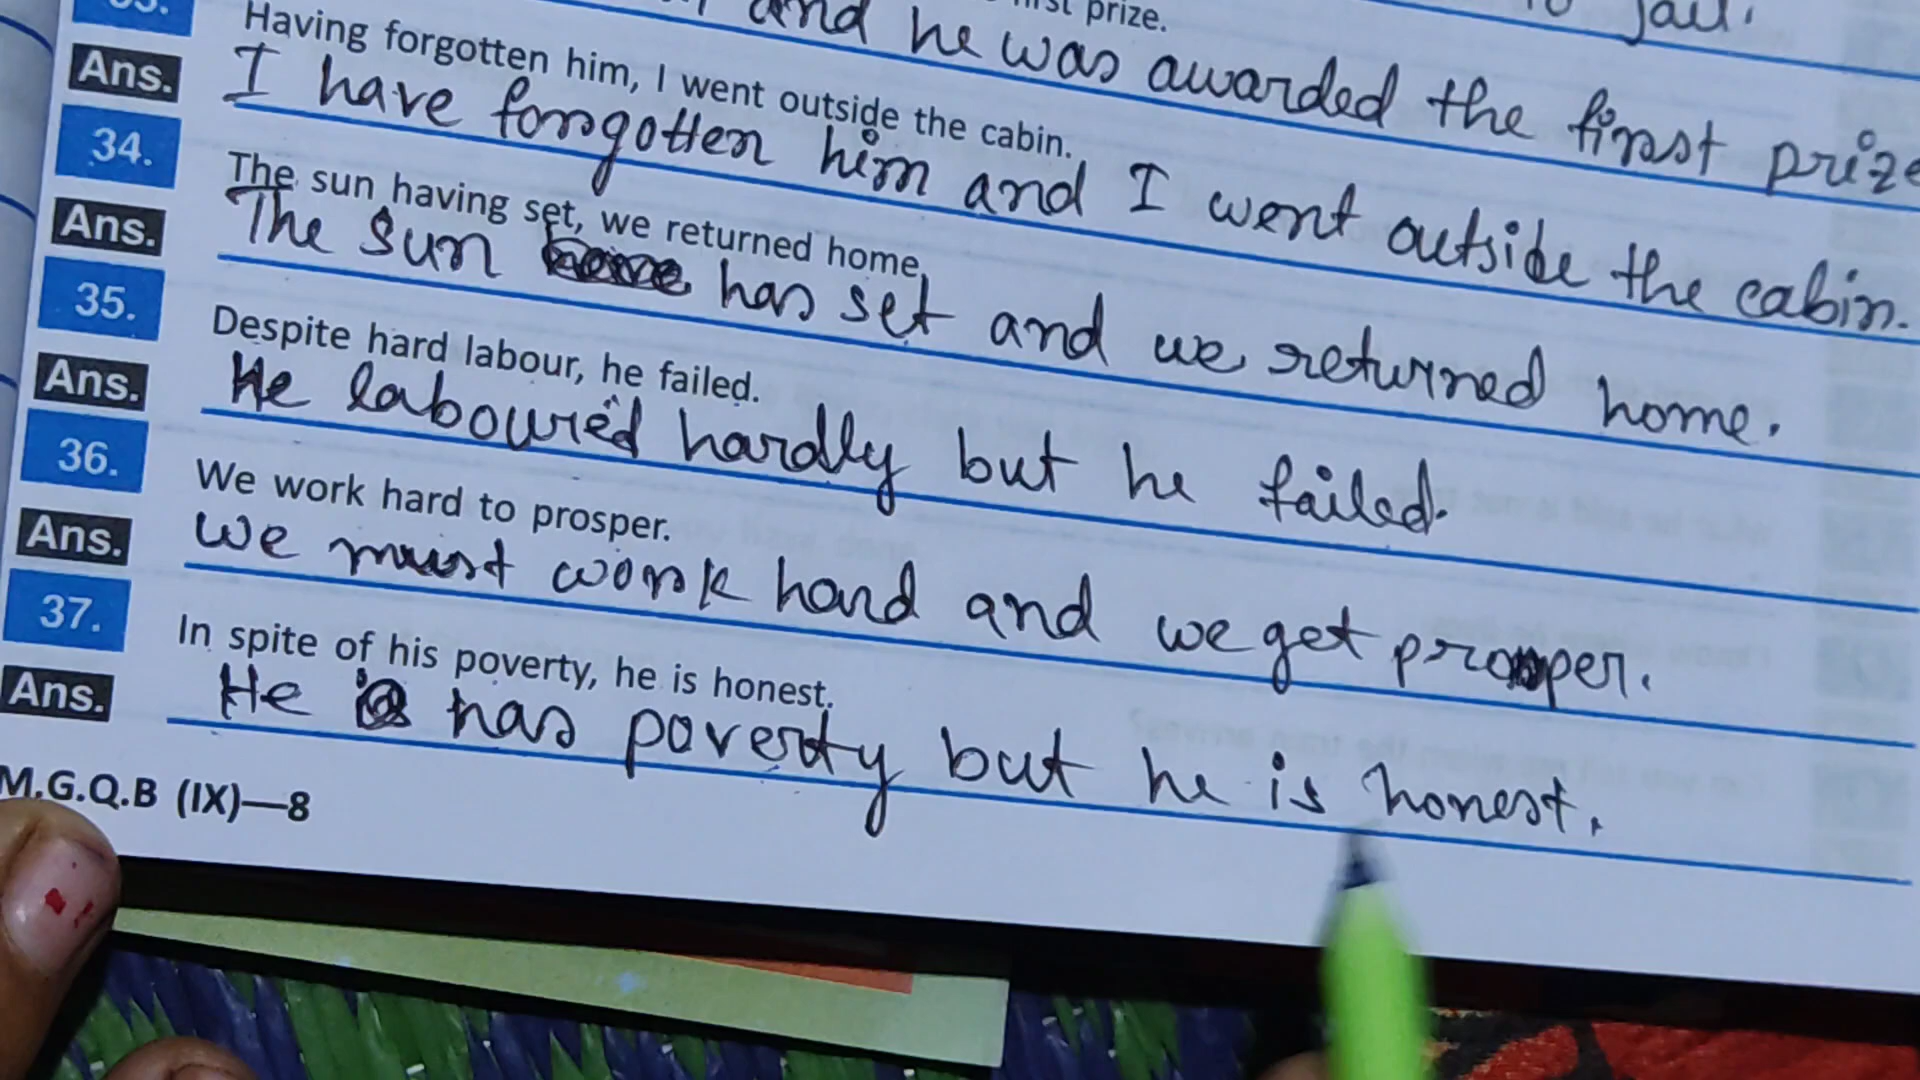 first prize.
and he was awarded the first prize
to jail.
33.
Having forgotten him, I went outside the cabin.
Ans. I have forgotten him and I went outside the cabin.
34. The sun having set, we returned home.
Ans. The sun has set and we returned home.
35. Despite hard labour, he failed.
Ans. He laboured hardly but he failed.
36. We work hard to prosper.
Ans. we must work hard and we get prosper.
37. In spite of his poverty, he is honest.
Ans. He has poverty but he is honest.
M.G.Q.B (IX)—8